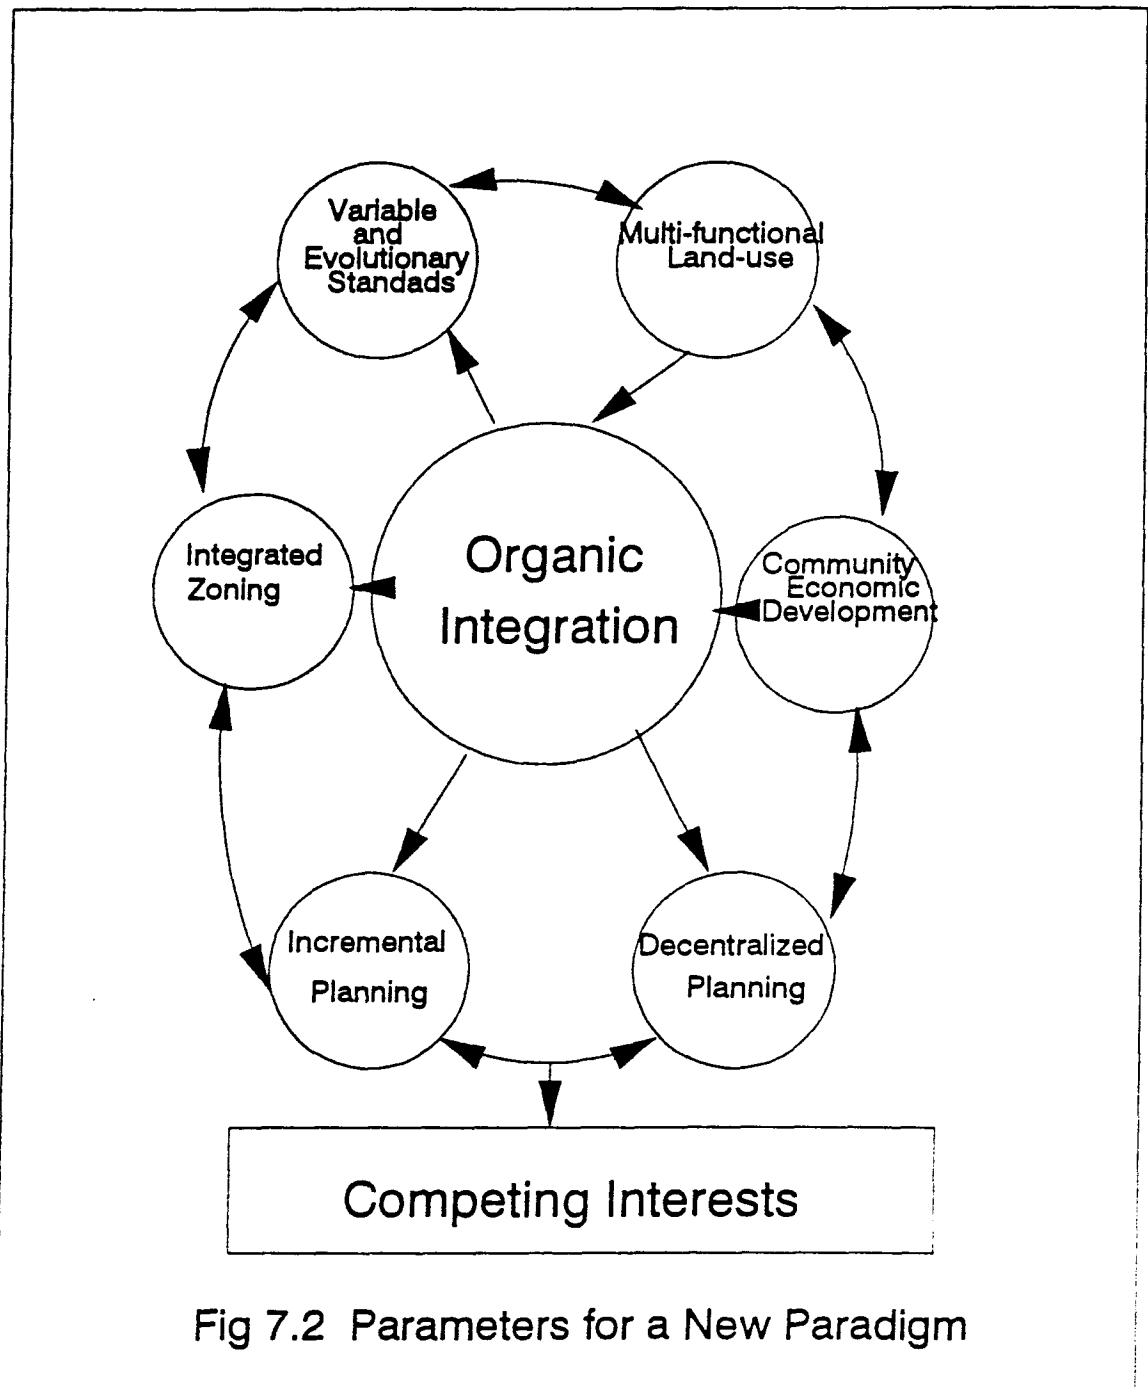 Variable
and
Evolutionary
Standads
Multi-functional
Land-use
Integrated
Zoning
Organic
Integration
Community
Economic
Development
Incremental
Planning
Decentralized
Planning
Competing Interests
Fig 7.2 Parameters for a New Paradigm